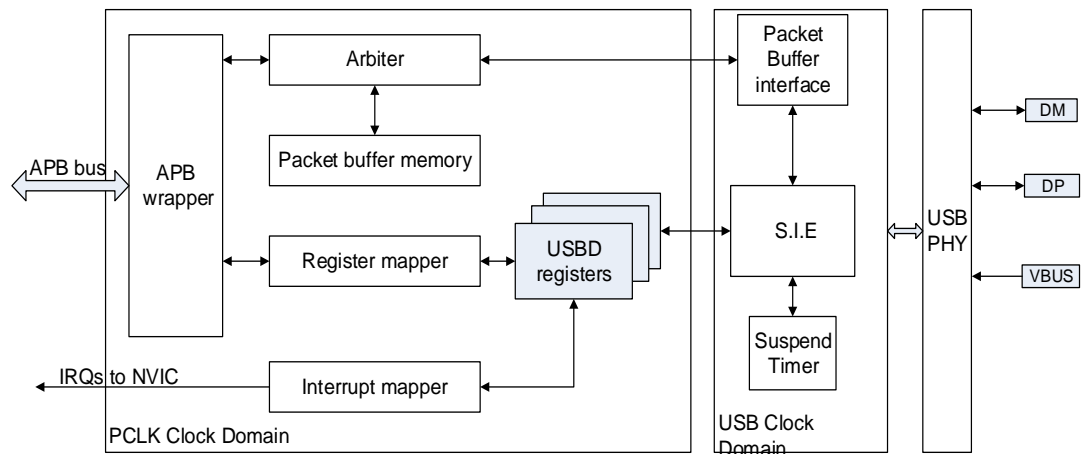 Packet
Buffer
interface
Arbiter
DM
Packet buffer memory
APB bus
APB
wrapper
DP
USB
PHY
S.I.E
USBD
registers
Register mapper
VBUS
Suspend
Timer
IRQs to NVIC
Interrupt mapper
PCLK Clock Domain
USB Clock
Domain